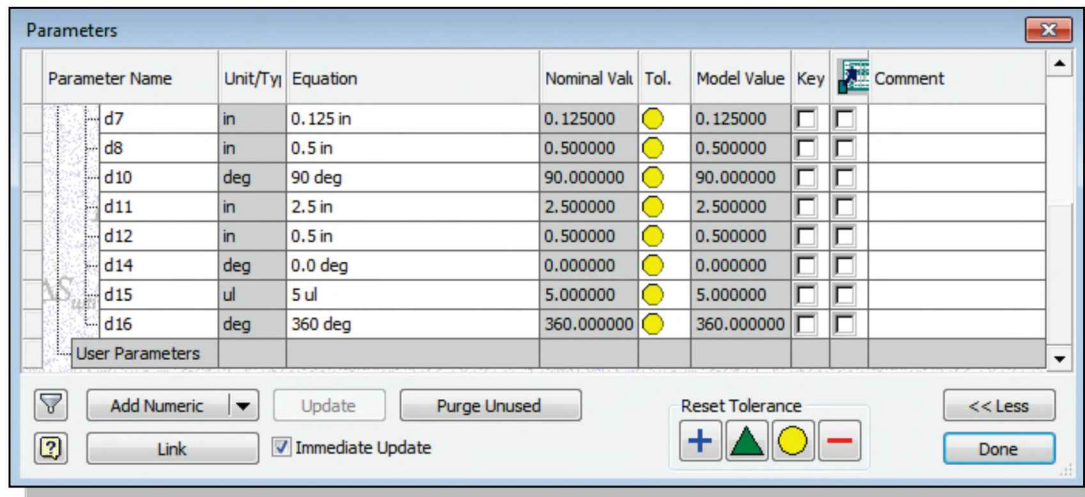 Parameters
Parameter Name Unit/Ty Equation Nominal Valu Tol. Model Value Key Comment
d7 in 0.125 in 0.125000 0.125000
d8 in 0.5 in 0.500000 0.500000
d10 deg 90 deg 90.000000 90.000000
d11 in 2.5 in 2.500000 2.500000
d12 in 0.5 in 0.500000 0.500000
d14 deg 0.0 deg 0.000000 0.000000
d15 ul 5 ul 5.000000 5.000000
d16 deg 360 deg 360.000000 360.000000
User Parameters
Add Numeric Update Purge Unused Reset Tolerance << Less
Link Immediate Update Done